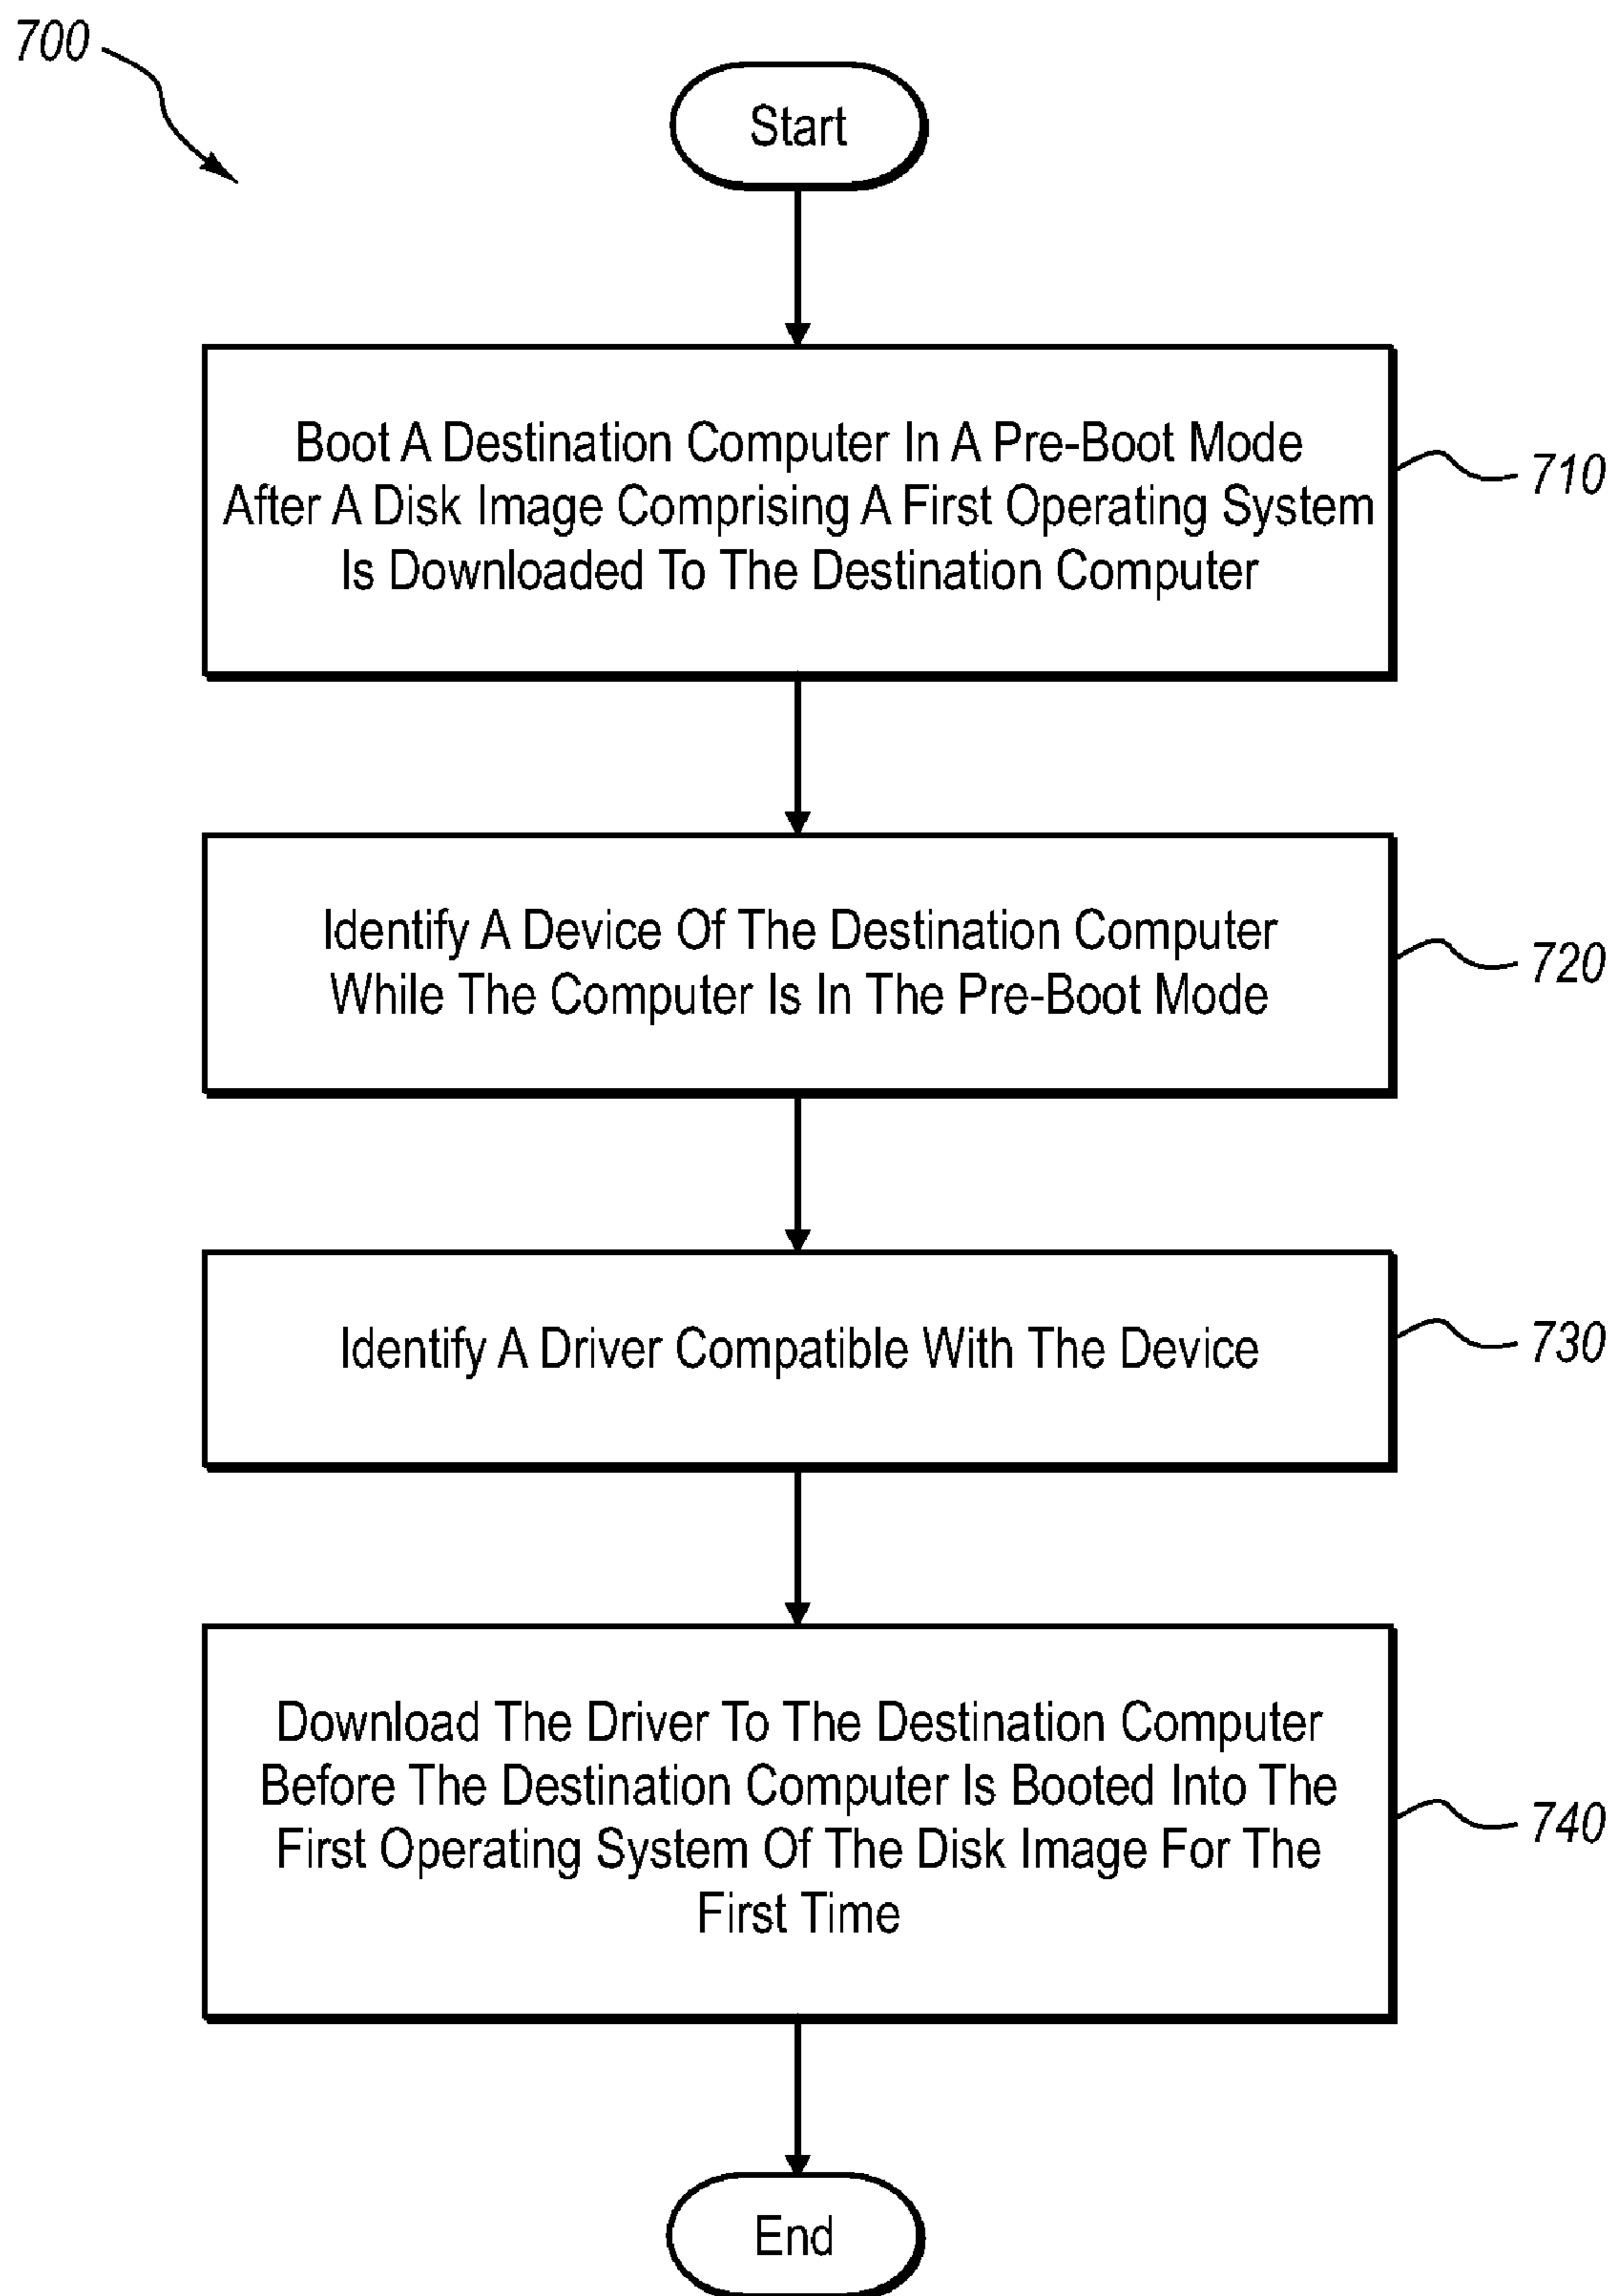 700
Start
Boot A Destination Computer In A Pre-Boot Mode
After A Disk Image Comprising A First Operating System
Is Downloaded To The Destination Computer
710
Identify A Device Of The Destination Computer
While The Computer Is In The Pre-Boot Mode
720
Identify A Driver Compatible With The Device
730
Download The Driver To The Destination Computer
Before The Destination Computer Is Booted Into The
First Operating System Of The Disk Image For The
First Time
740
End